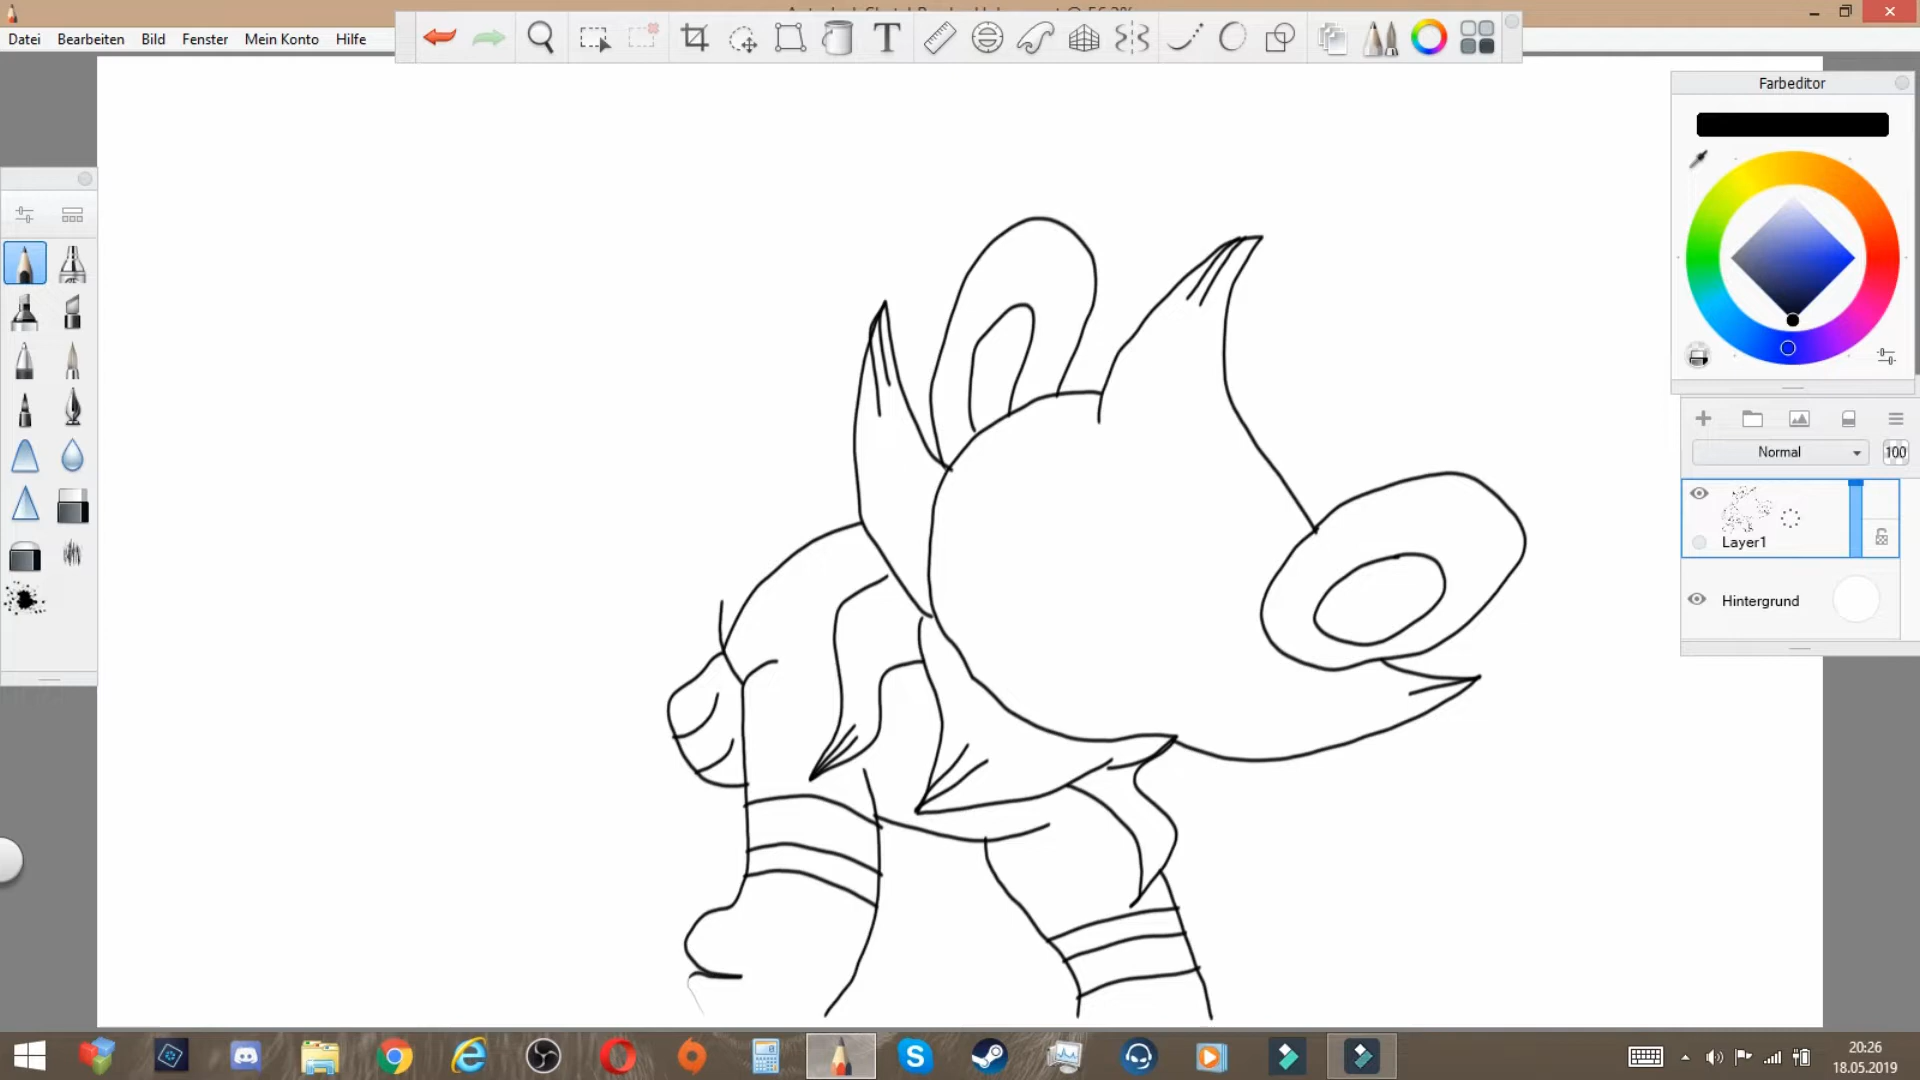 Datei Bearbeiten Bild Fenster Mein Konto Hilfe
T
Farbeditor
Normal 100
Layer1
Hintergrund
20:26
18.05.2019